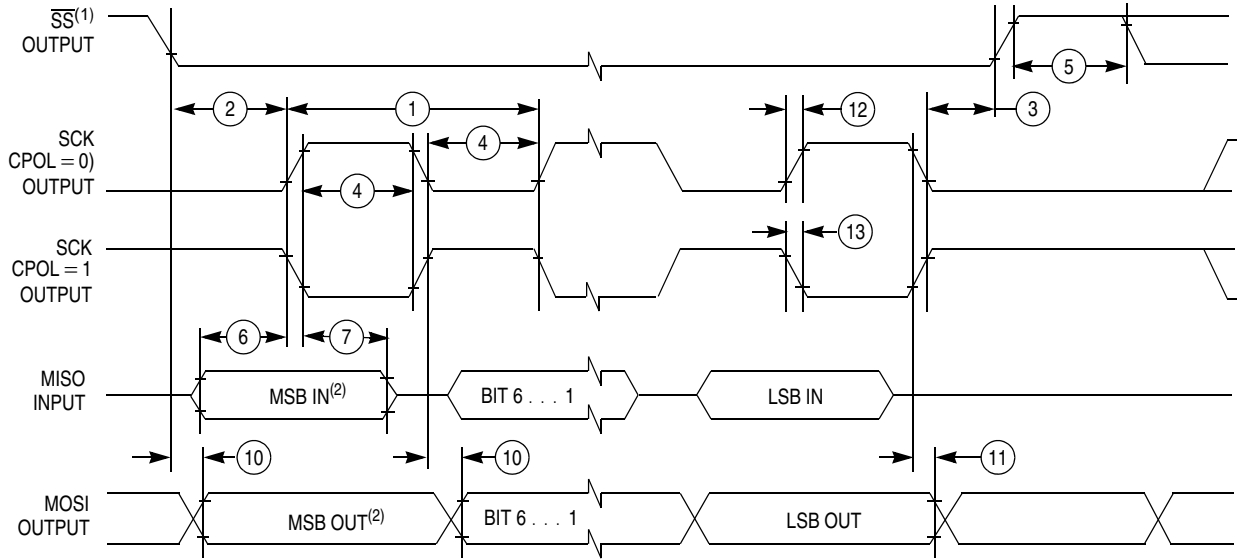 SS(1)
OUTPUT
5
2
1
12
3
SCK
CPOL = 0)
OUTPUT
4
4
SCK
CPOL = 1
OUTPUT
13
6
7
MISO
INPUT
MSB IN(2)
BIT 6 . . . 1
LSB IN
10
10
11
MOSI
OUTPUT
MSB OUT(2)
BIT 6 . . . 1
LSB OUT